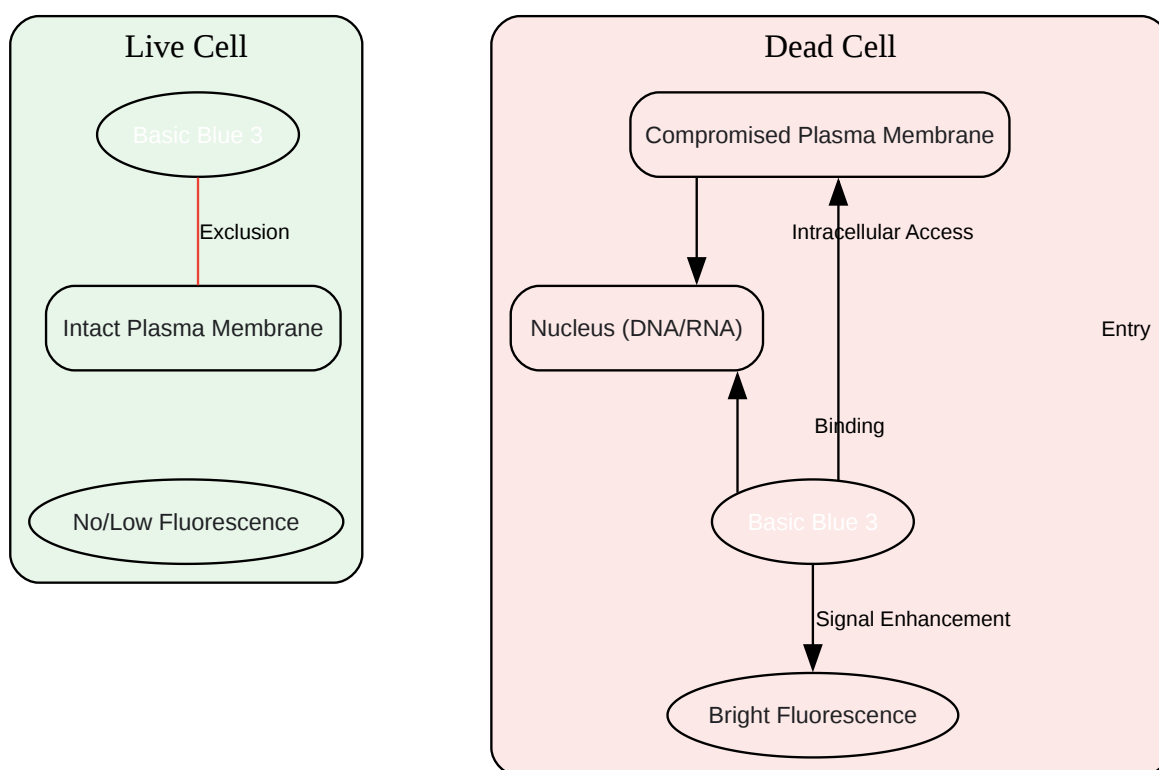 Live Cell
Basic Blue 3
Exclusion
Intact Plasma Membrane
No/Low Fluorescence
Dead Cell
Compromised Plasma Membrane
Intracellular Access
Nucleus (DNA/RNA)
Entry
Binding
Basic Blue 3
Signal Enhancement
Bright Fluorescence